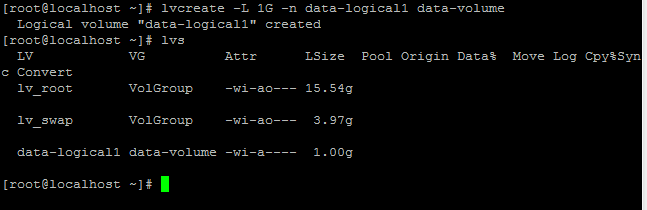 [root@localhost ~]# lvcreate -L 1G -n data-logical1 data-volume
  Logical volume "data-logical1" created
[root@localhost ~]# lvs
  LV            VG          Attr      LSize  Pool Origin Data%  Move Log Cpy%Syn
c Convert
  lv_root       VolGroup    -wi-ao--- 15.54g
  lv_swap       VolGroup    -wi-ao---  3.97g
  data-logical1 data-volume -wi-a----  1.00g
[root@localhost ~]#